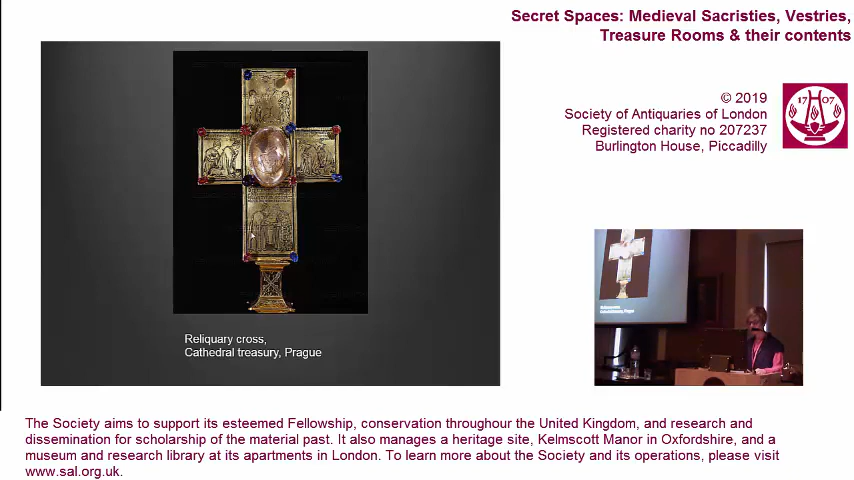 Secret Spaces: Medieval Sacristies, Vestries,
Treasure Rooms & their contents
© 2019
Society of Antiquaries of London
Registered charity no 207237
Burlington House, Piccadilly
17 07
Reliquary cross,
Cathedral treasury, Prague
The Society aims to support its esteemed Fellowship, conservation throughour the United Kingdom, and research and
dissemination for scholarship of the material past. It also manages a heritage site, Kelmscott Manor in Oxfordshire, and a
museum and research library at its apartments in London. To learn more about the Society and its operations, please visit
www.sal.org.uk.